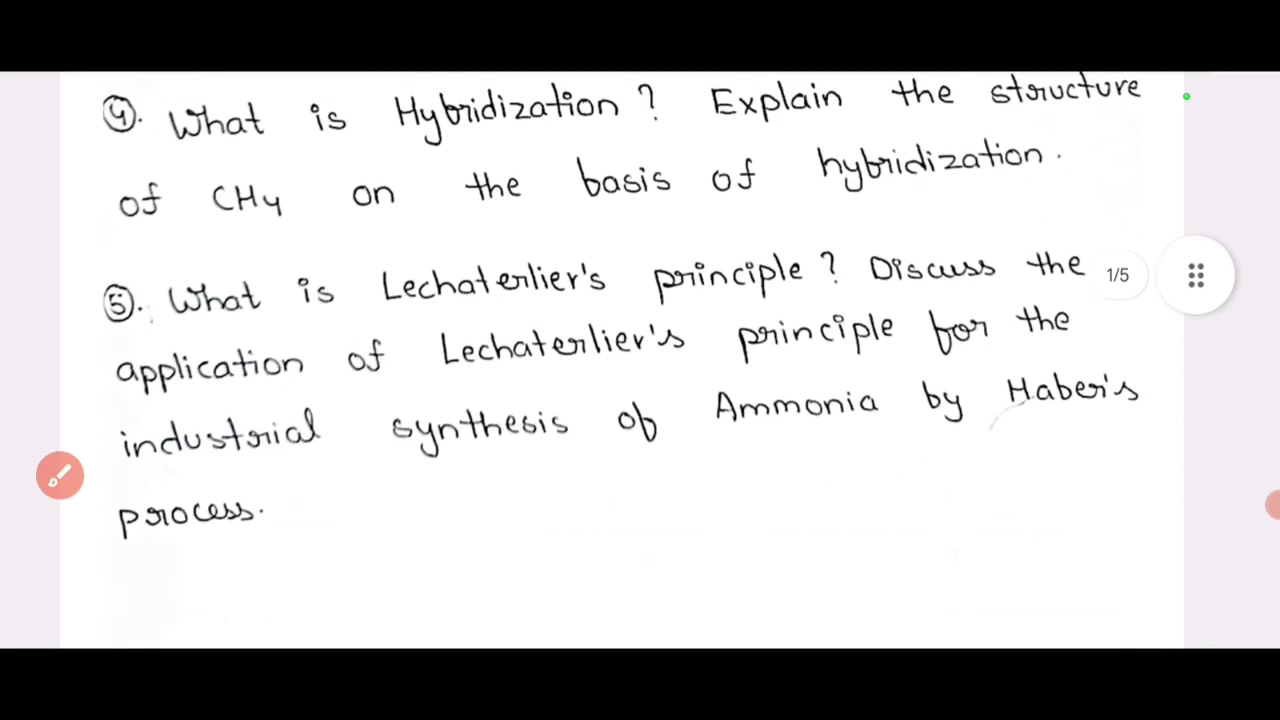 4. What is Hybridization? Explain the structure
of CH4 on the basis of hybridization.
5. What is Lechaterlier's principle? Discuss the
1/5
application of Lechaterlier's principle for the
industrial synthesis of Ammonia by Haber's
process.